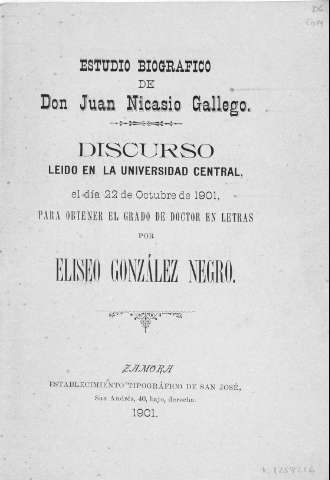 ESTUDIO BIOGRAFICO
DE
Don Juan Nicasio Gallego.
DISCURSO
LEIDO EN LA UNIVERSIDAD CENTRAL,
el día 22 de Octubre de 1901,
PARA OBTENER EL GRADO DE DOCTOR EN LETRAS
POR
ELISEO GONZÁLEZ NEGRO.
ZAMORA
ESTABLECIMIENTO TIPOGRÁFICO DE SAN JOSÉ,
San Andrés, 40, bajo, derecha.
1901.